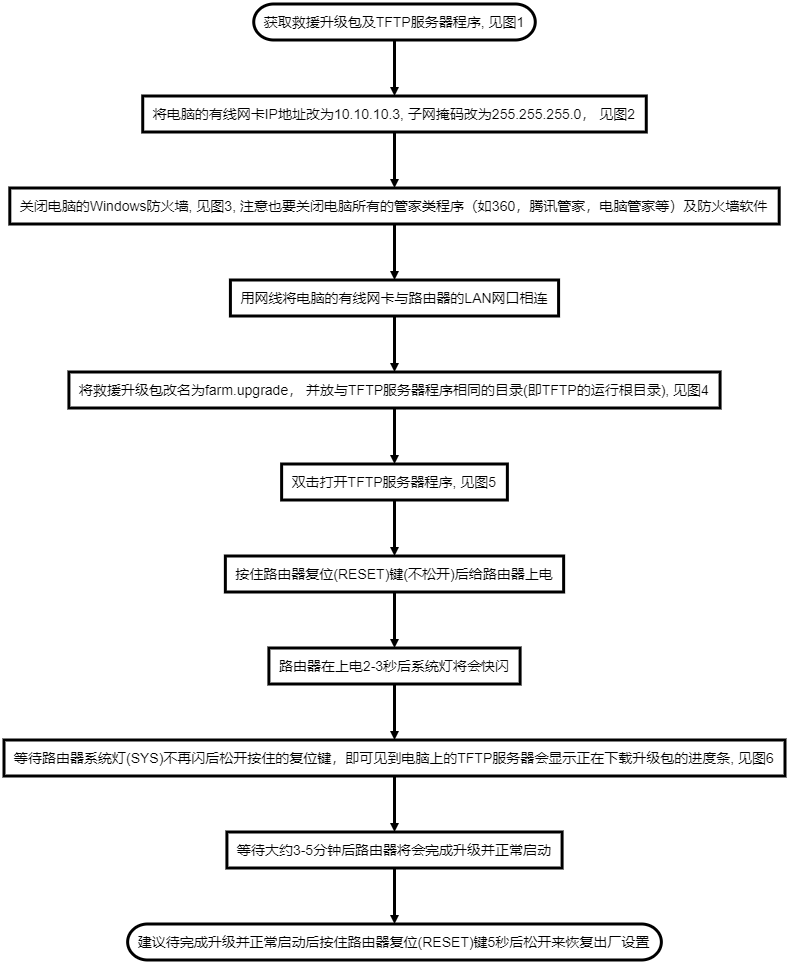 获取救援升级包及TFTP服务器程序, 见图1
将电脑的有线网卡IP地址改为10.10.10.3, 子网掩码改为255.255.255.0， 见图2
关闭电脑的Windows防火墙, 见图3, 注意也要关闭电脑所有的管家类程序（如360，腾讯管家，电脑管家等）及防火墙软件
用网线将电脑的有线网卡与路由器的LAN网口相连
将救援升级包改名为farm.upgrade， 并放与TFTP服务器程序相同的目录(即TFTP的运行根目录), 见图4
双击打开TFTP服务器程序, 见图5
按住路由器复位(RESET)键(不松开)后给路由器上电
路由器在上电2-3秒后系统灯将会快闪
等待路由器系统灯(SYS)不再闪后松开按住的复位键，即可见到电脑上的TFTP服务器会显示正在下载升级包的进度条, 见图6
等待大约3-5分钟后路由器将会完成升级并正常启动
建议待完成升级并正常启动后按住路由器复位(RESET)键5秒后松开来恢复出厂设置